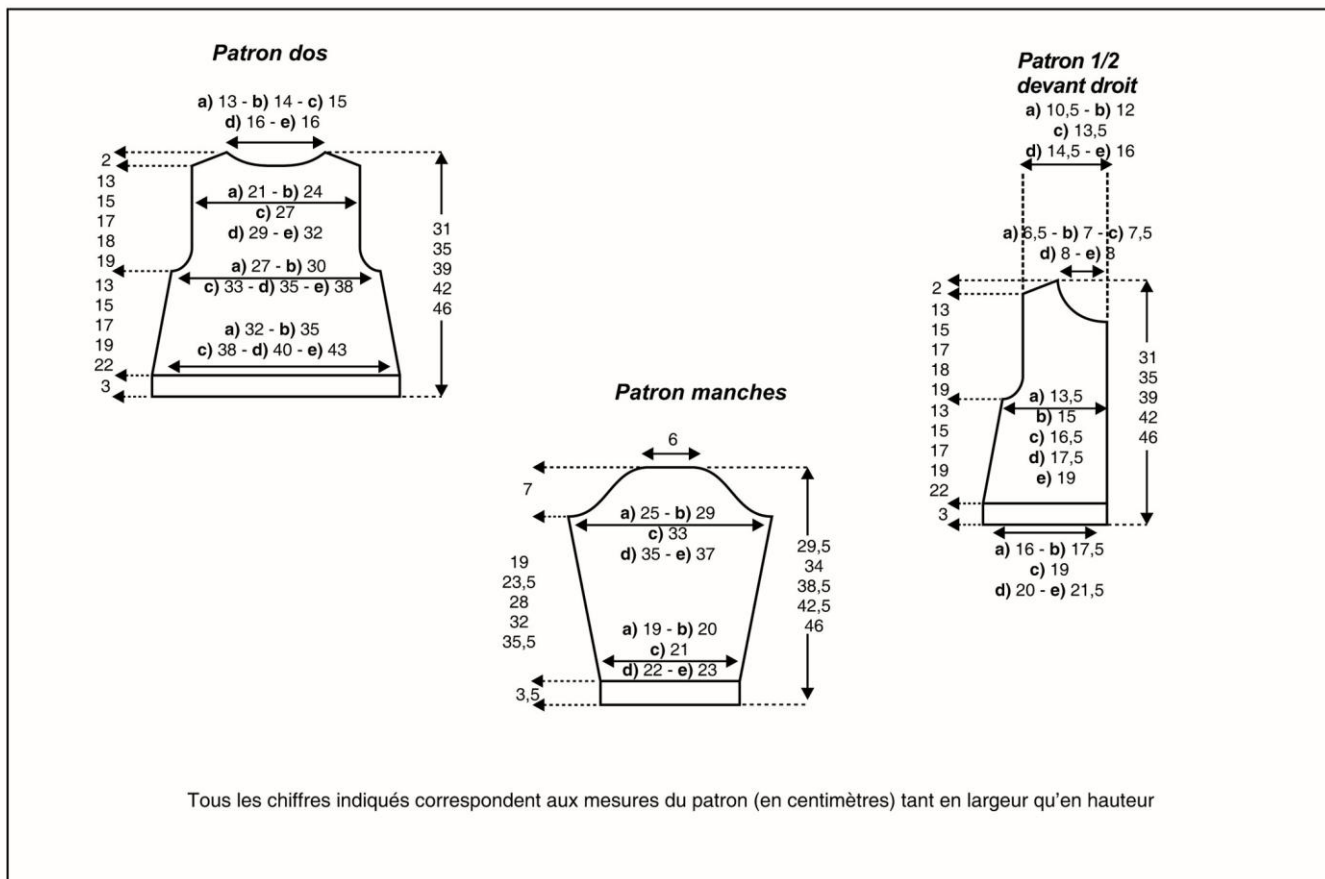 Patron dos
a) 13 - b) 14 - c) 15
d) 16 - e) 16
2
13
15
17
18
19
13
15
17
19
22
3
a) 21 - b) 24
c) 27
d) 29 - e) 32
a) 27 - b) 30
c) 33 - d) 35 - e) 38
a) 32 - b) 35
c) 38 - d) 40 - e) 43
31
35
39
42
46
Patron manches
6
7
19
23,5
28
32
35,5
3,5
a) 25 - b) 29
c) 33
d) 35 - e) 37
a) 19 - b) 20
c) 21
d) 22 - e) 23
29,5
34
38,5
42,5
46
Patron 1/2
devant droit
a) 10,5 - b) 12
c) 13,5
d) 14,5 - e) 16
a) 6,5 - b) 7 - c) 7,5
d) 8 - e) 8
2
13
15
17
18
19
13
15
17
19
22
3
a) 13,5
b) 15
c) 16,5
d) 17,5
e) 19
31
35
39
42
46
a) 16 - b) 17,5
c) 19
d) 20 - e) 21,5
Tous les chiffres indiqués correspondent aux mesures du patron (en centimètres) tant en largeur qu'en hauteur